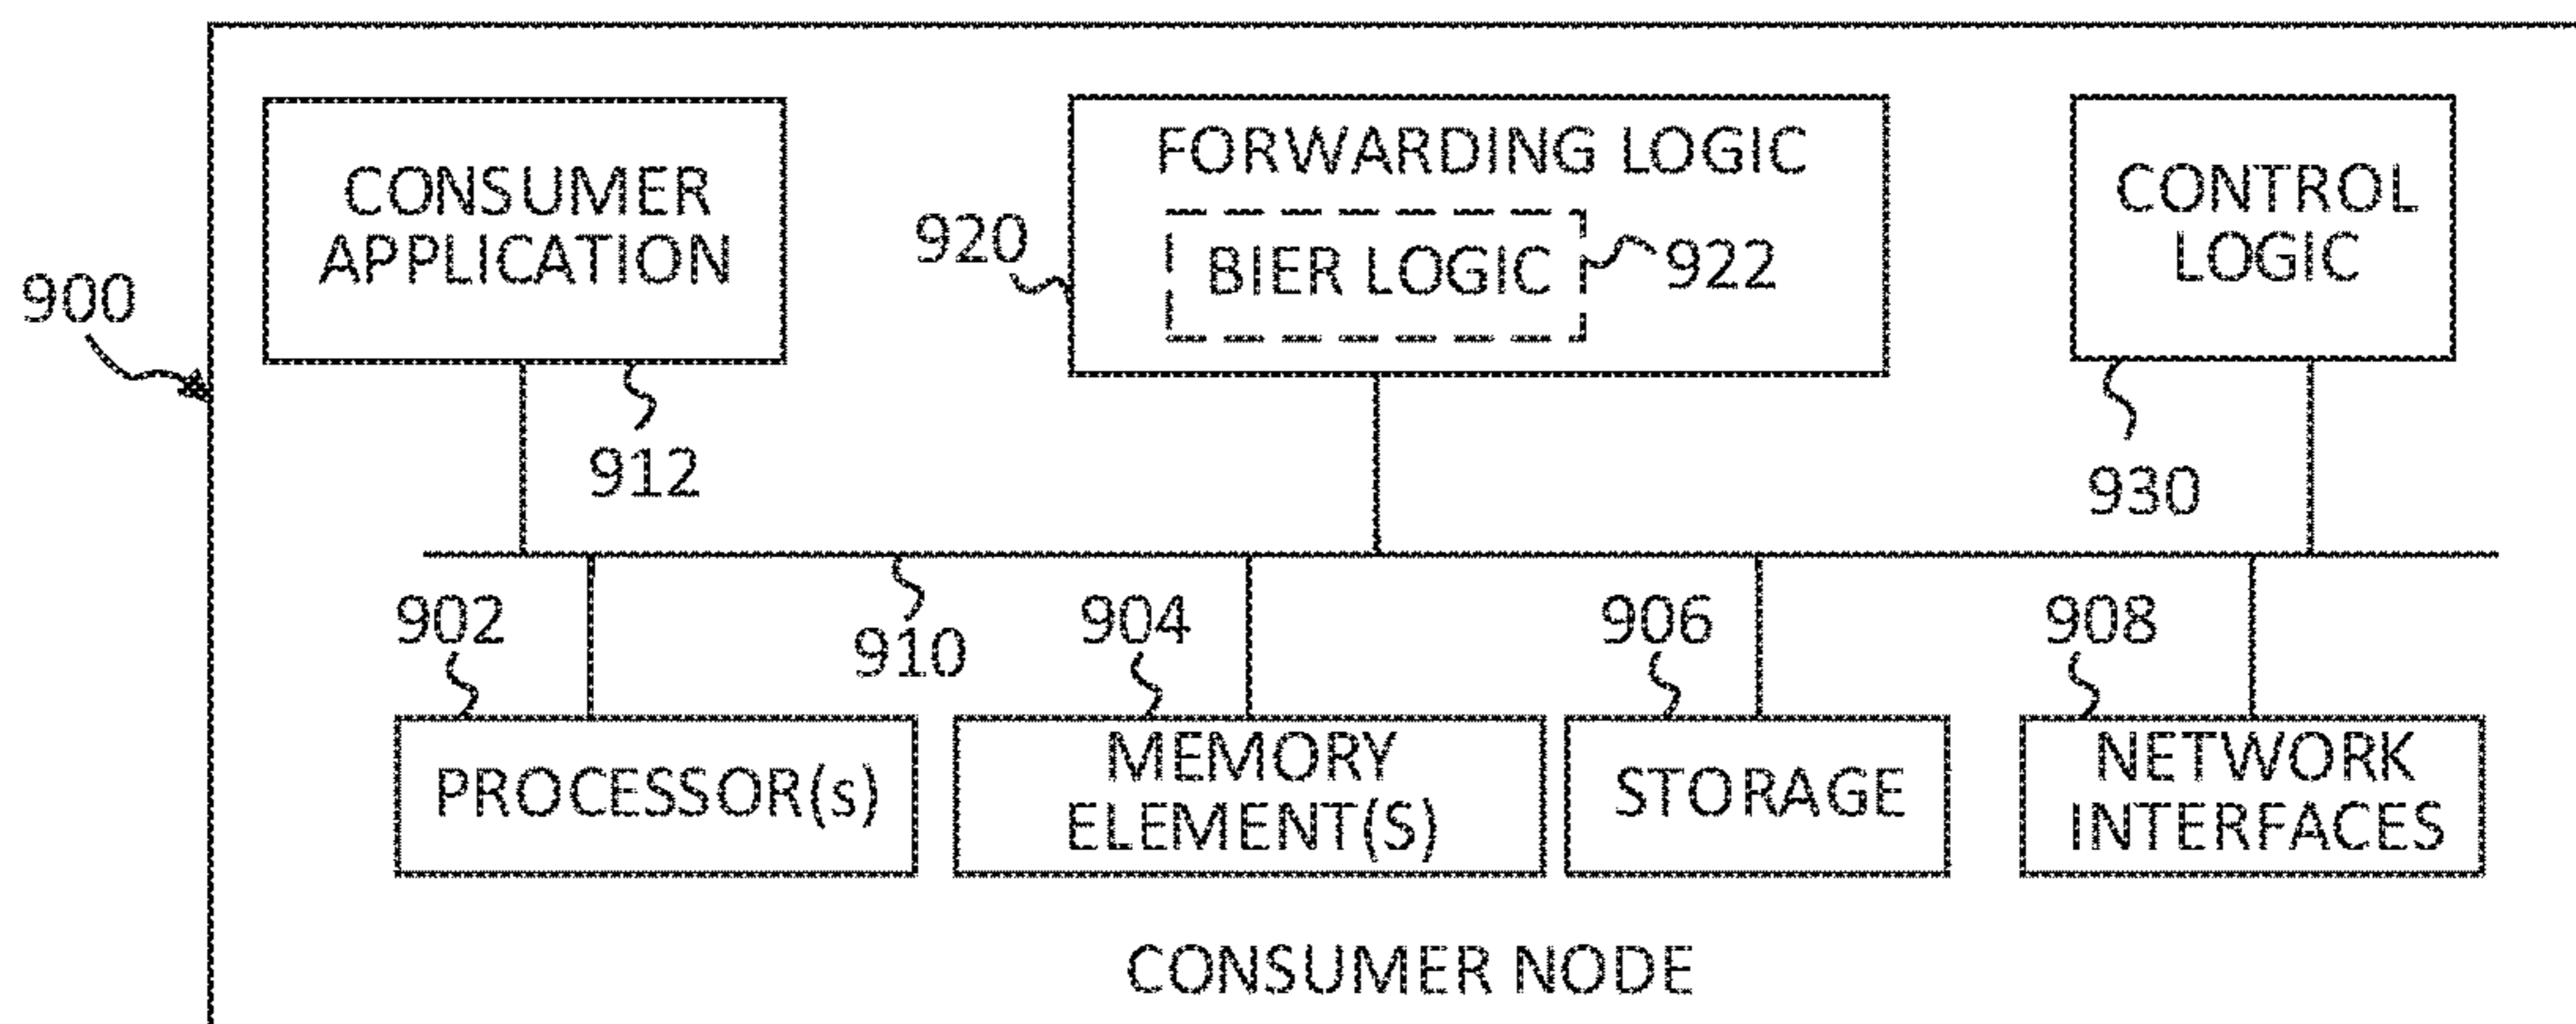 CONSUMER
APPLICATION
FORWARDING LOGIC
BIER LOGIC
CONTROL
LOGIC
920
922
900
912
930
902
910
904
906
908
PROCESSOR(s)
MEMORY
ELEMENT(S)
STORAGE
NETWORK
INTERFACES
CONSUMER NODE